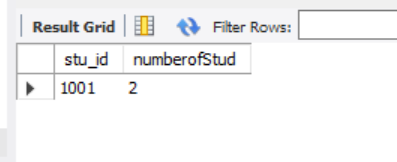 Result Grid Filter Rows:
stu_id numberofStud
1001 2